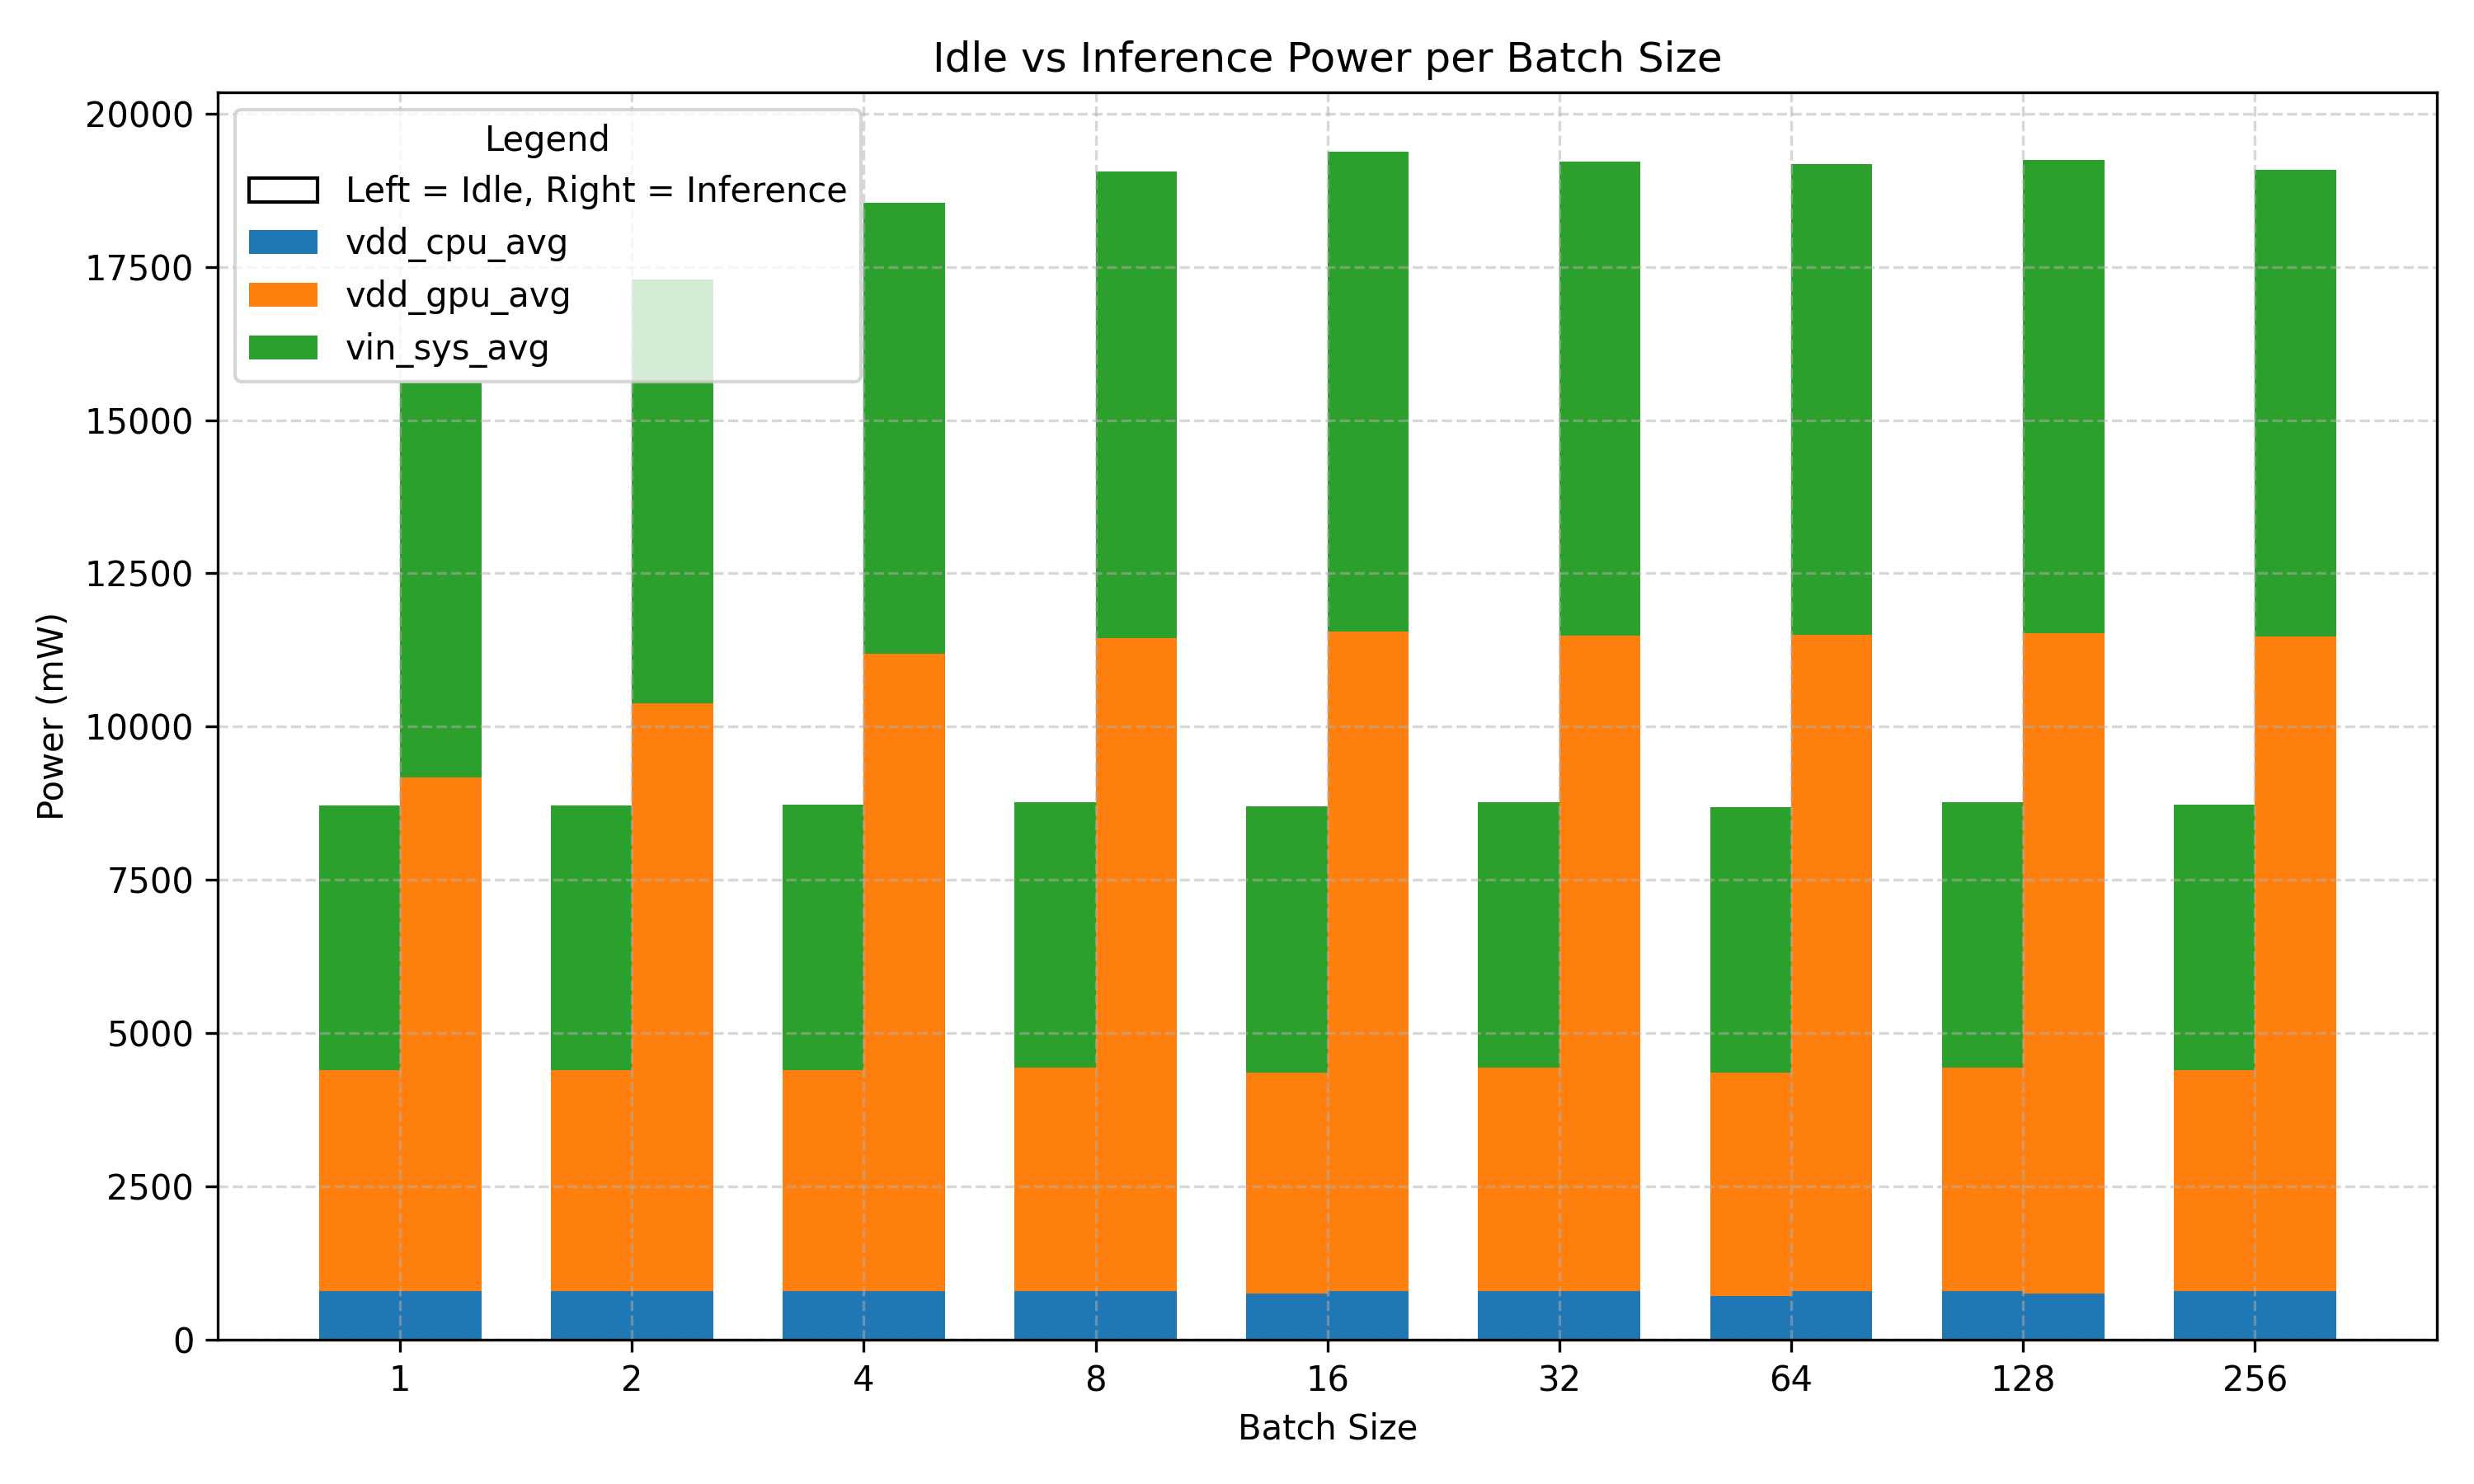 Idle vs Inference Power per Batch Size
Legend
Left = Idle, Right = Inference
vdd_cpu_avg
vdd_gpu_avg
vin_sys_avg
Power (mW)
20000
17500
15000
12500
10000
7500
5000
2500
0
1 2 4 8 16 32 64 128 256
Batch Size